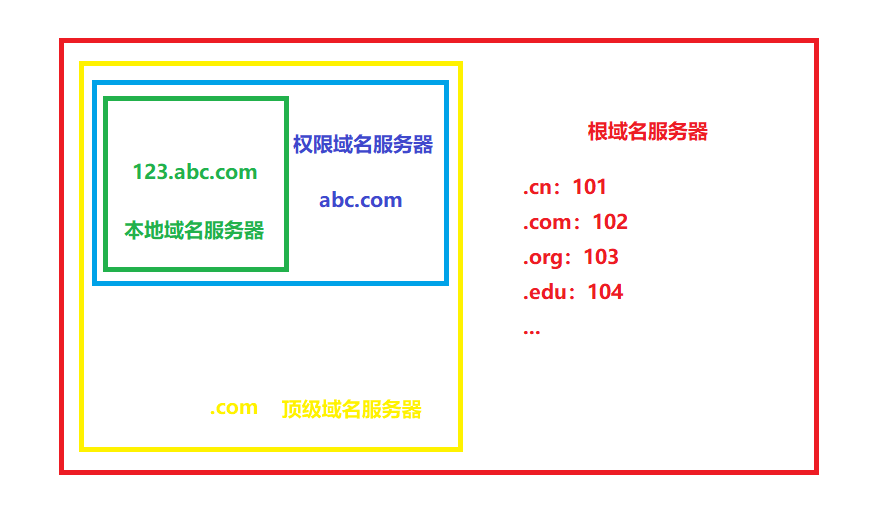 123.abc.com
本地域名服务器
权限域名服务器
abc.com
.com 顶级域名服务器
根域名服务器
.cn：101
.com：102
.org：103
.edu：104
...